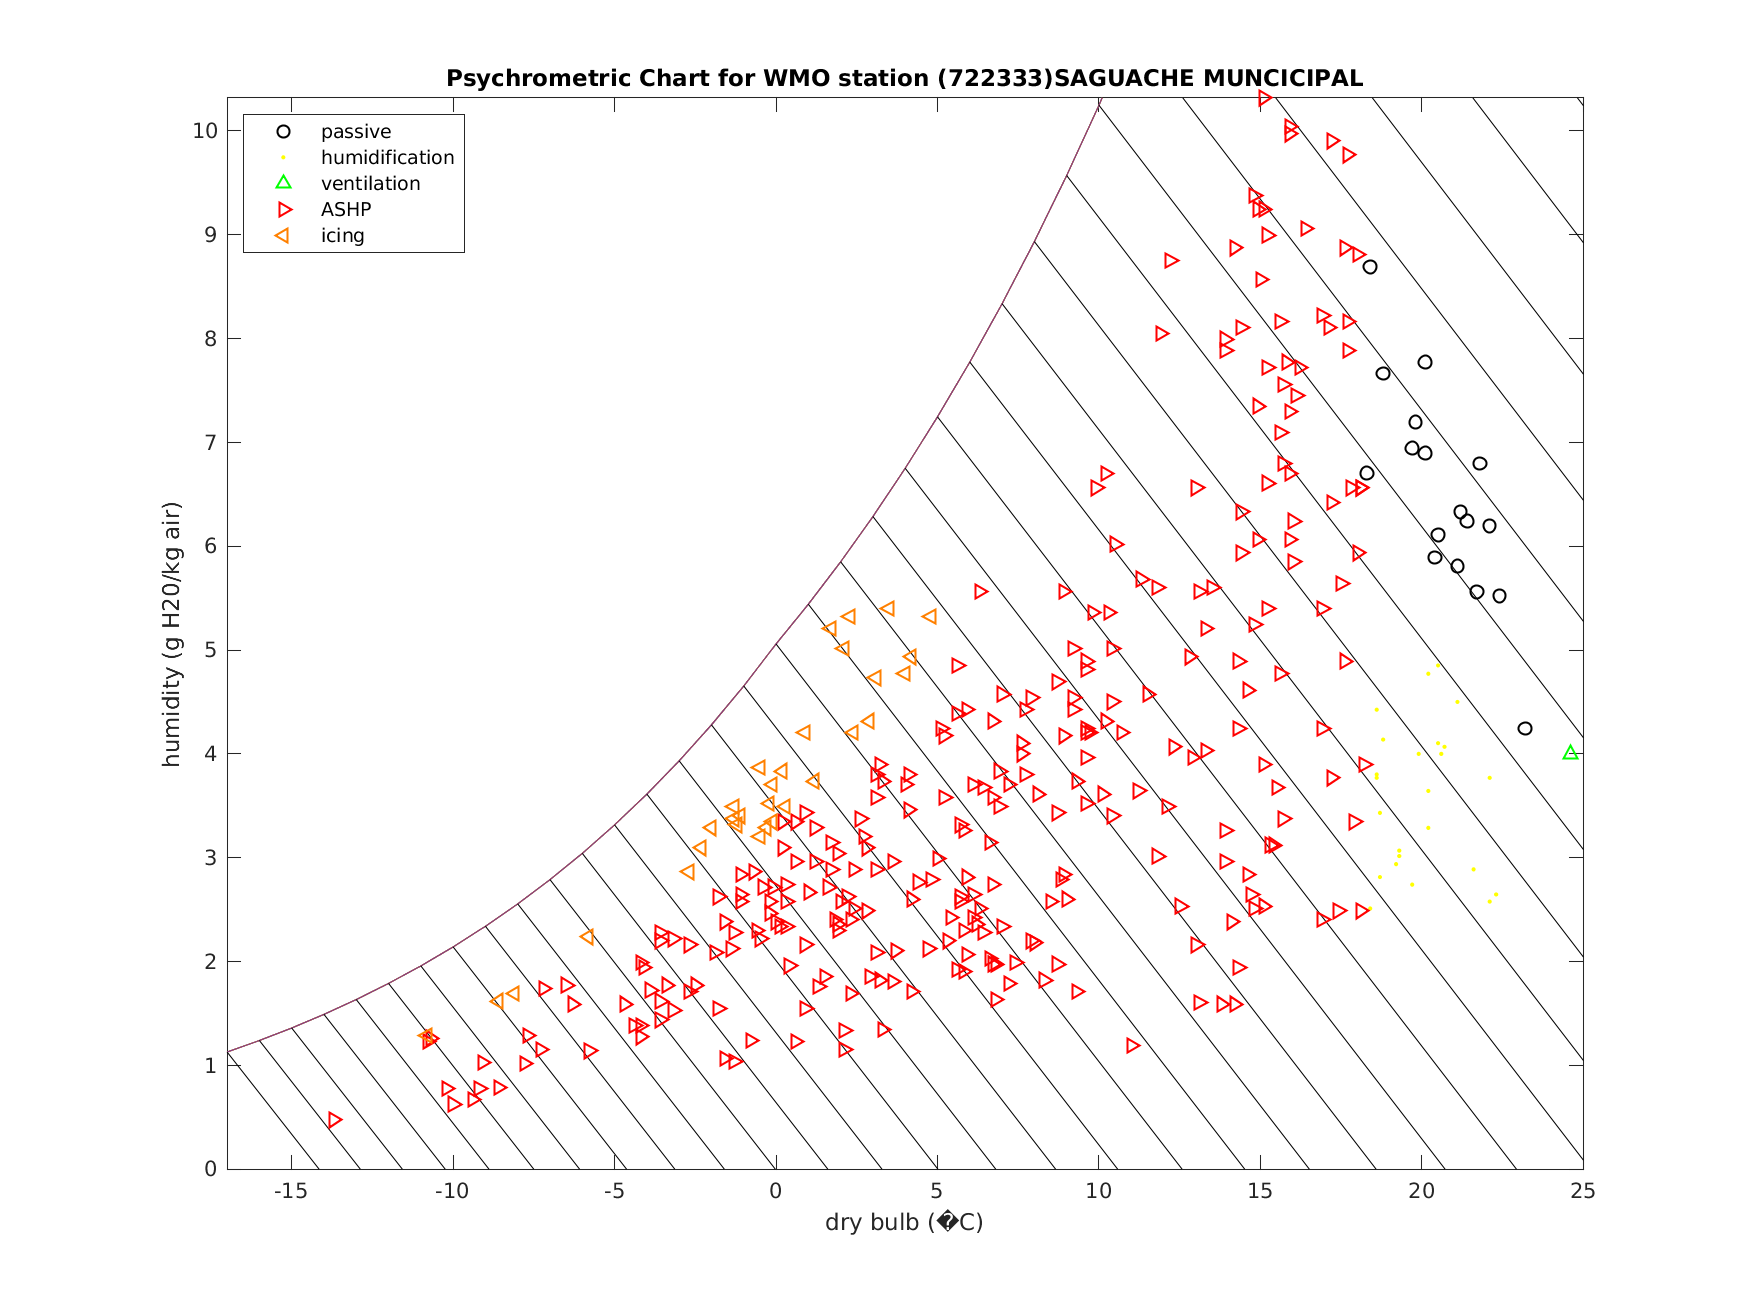 Psychrometric Chart for WMO station (722333)SAGUACHE MUNCICIPAL
passive
humidification
ventilation
ASHP
icing
humidity (g H20/kg air)
10
9
8
7
6
5
4
3
2
1
0
-15 -10 -5 0 5 10 15 20 25
dry bulb (�C)